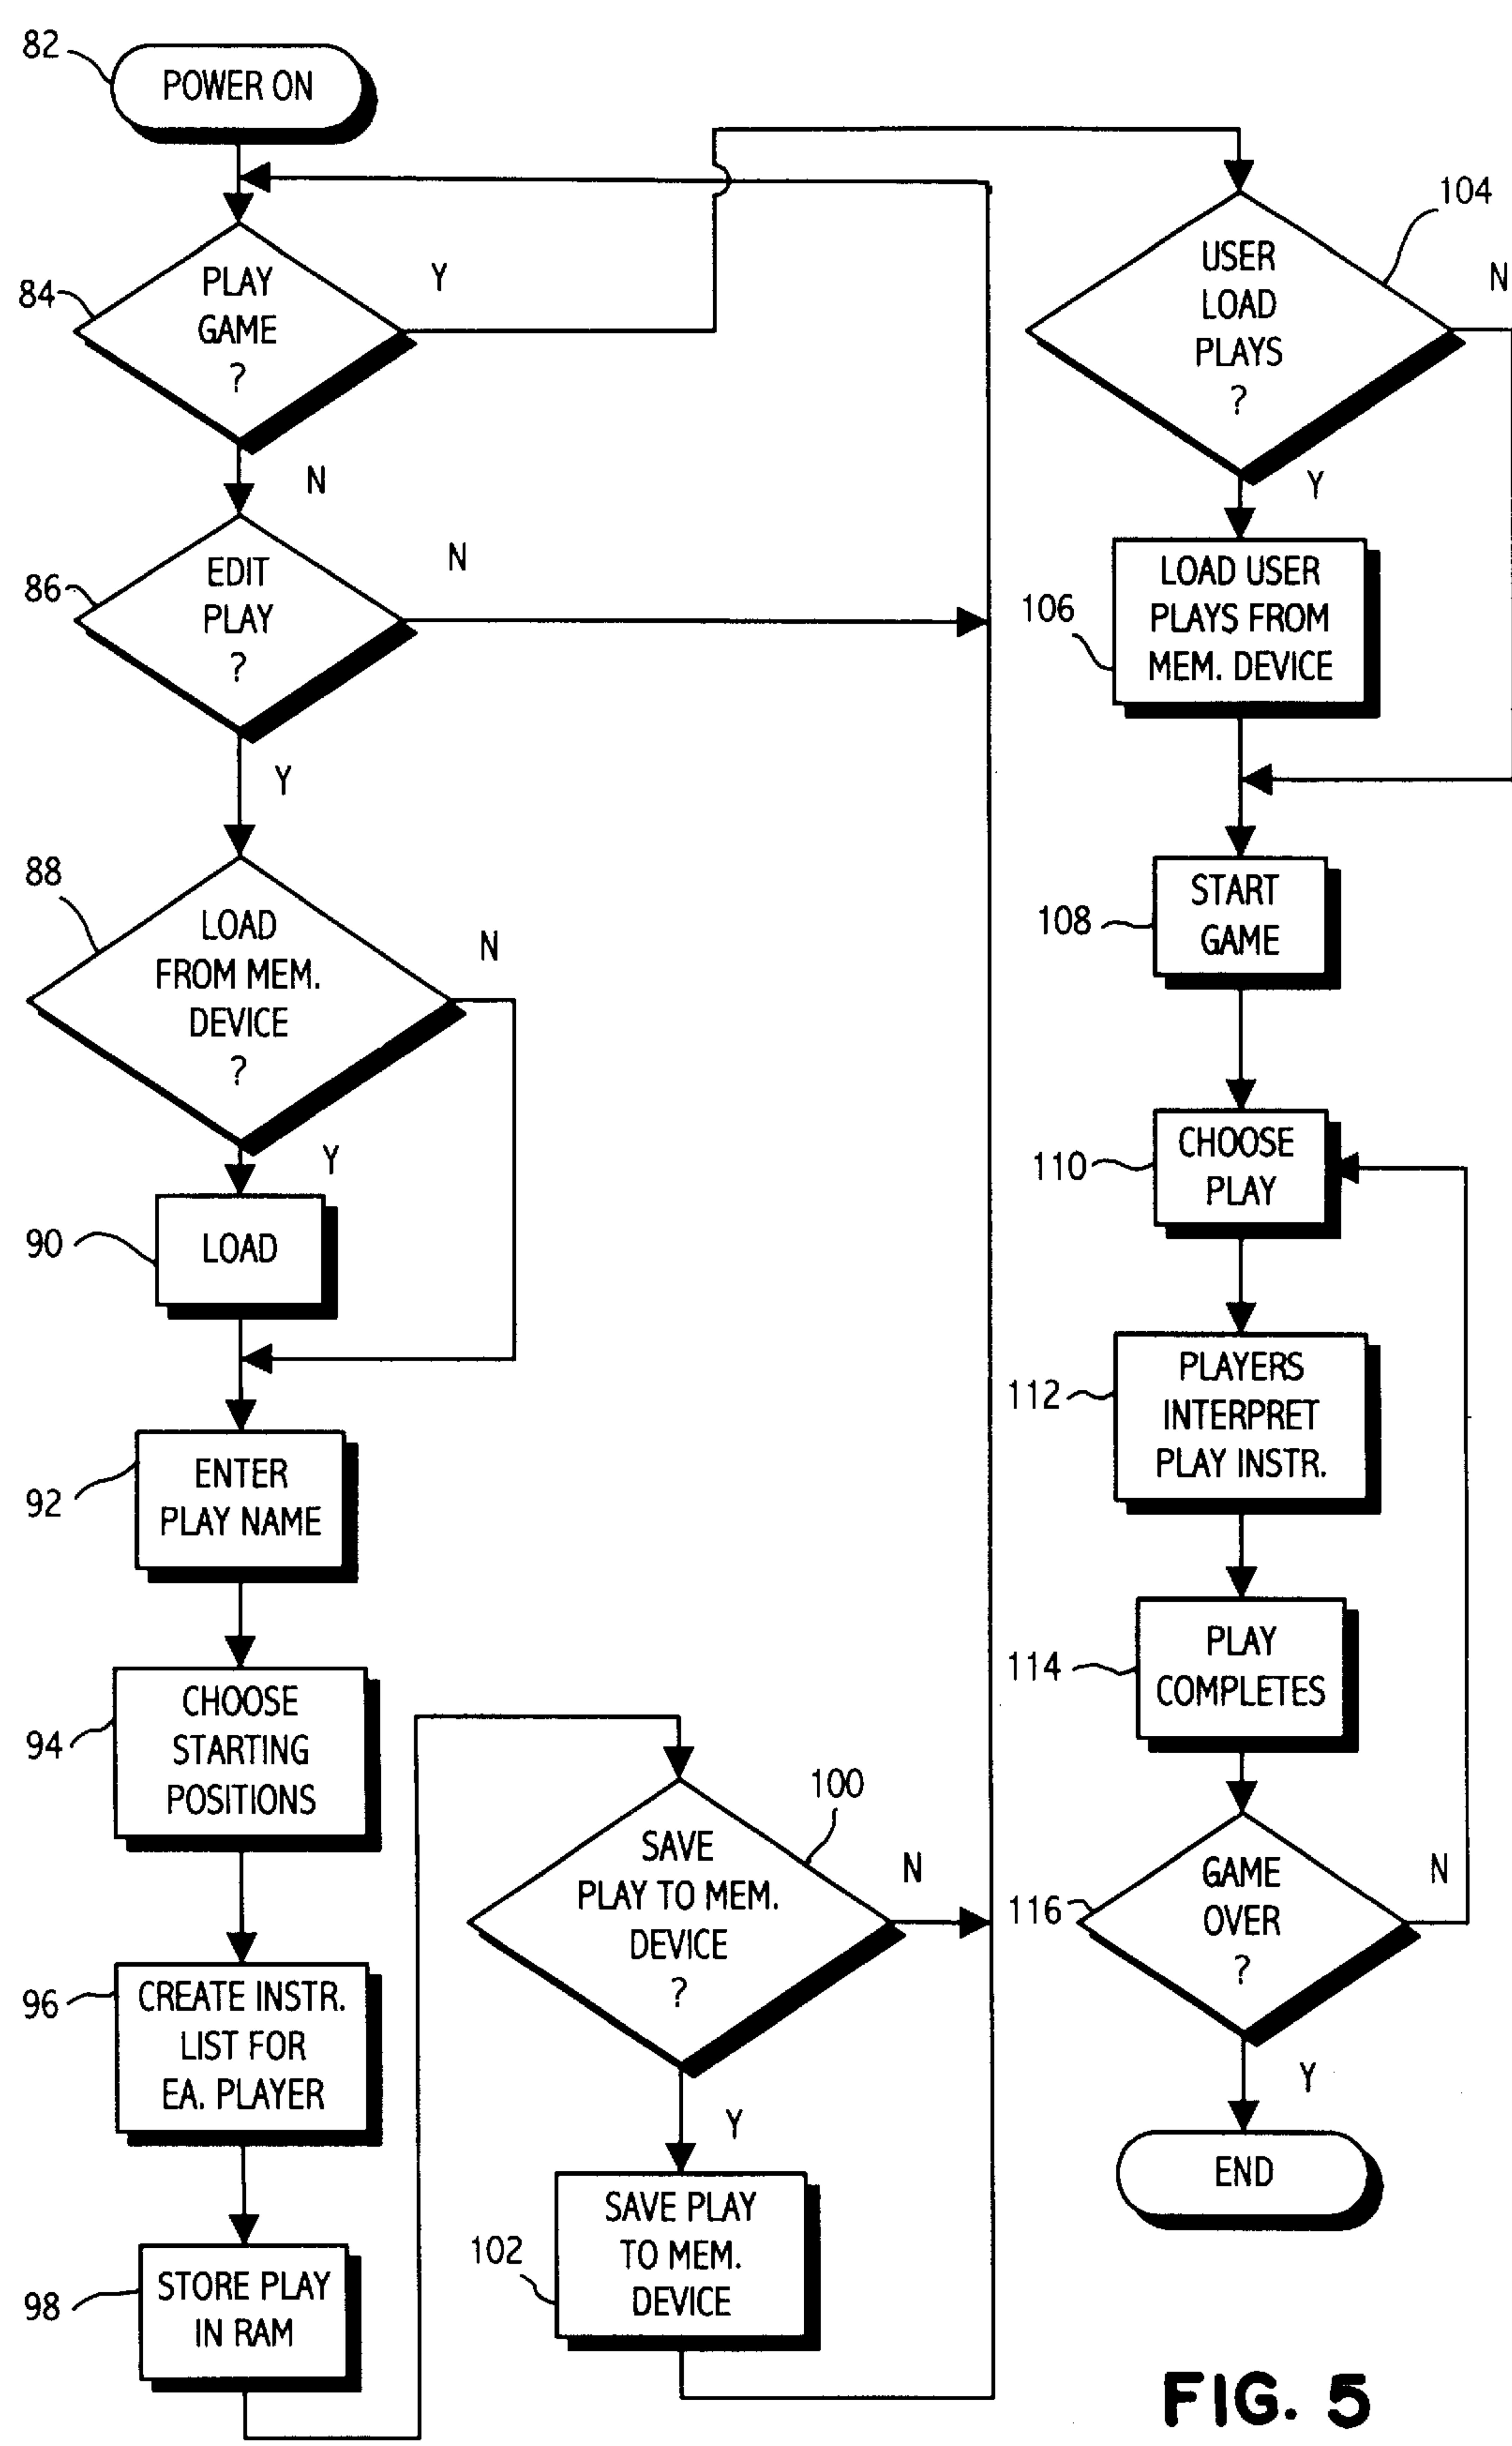 82
POWER ON
84
PLAY
GAME
?
Y
N
86
EDIT
PLAY
?
N
Y
88
LOAD
FROM MEM.
DEVICE
?
N
Y
90
LOAD
92
ENTER
PLAY NAME
94
CHOOSE
STARTING
POSITIONS
96
CREATE INSTR.
LIST FOR
EA. PLAYER
98
STORE PLAY
IN RAM
100
SAVE
PLAY TO MEM.
DEVICE
?
N
Y
102
SAVE PLAY
TO MEM.
DEVICE
104
USER
LOAD
PLAYS
?
N
Y
106
LOAD USER
PLAYS FROM
MEM. DEVICE
108
START
GAME
110
CHOOSE
PLAY
112
PLAYERS
INTERPRET
PLAY INSTR.
114
PLAY
COMPLETES
116
GAME
OVER
?
N
Y
END
FIG. 5